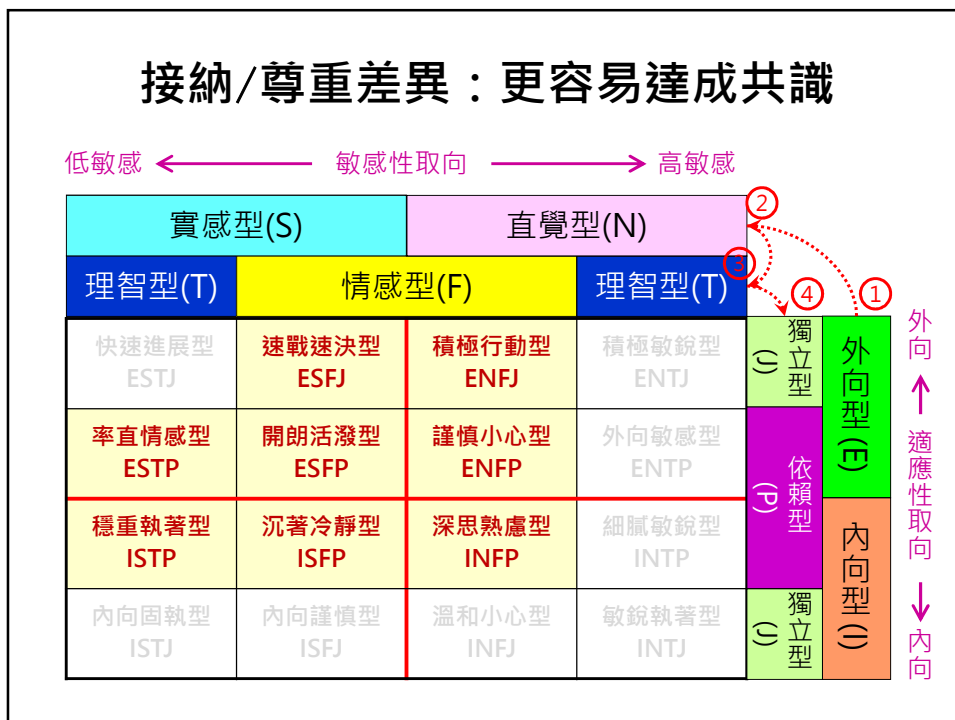 接納/尊重差異：更容易達成共識
低敏感
敏感性取向
高敏感
實感型(S)
直覺型(N)
②
理智型(T)
情感型(F)
理智型(T)
③
④
①
快速進展型
ESTJ
速戰速決型
ESFJ
積極行動型
ENFJ
積極敏銳型
ENTJ
獨立型(J)
外向型(E)
外向
率直情感型
ESTP
開朗活潑型
ESFP
謹慎小心型
ENFP
外向敏感型
ENTP
依賴型(P)
適應性取向
穩重執著型
ISTP
沉著冷靜型
ISFP
深思熟慮型
INFP
細膩敏銳型
INTP
內向型(I)
內向固執型
ISTJ
內向謹慎型
ISFJ
溫和小心型
INFJ
敏銳執著型
INTJ
獨立型(J)
內向